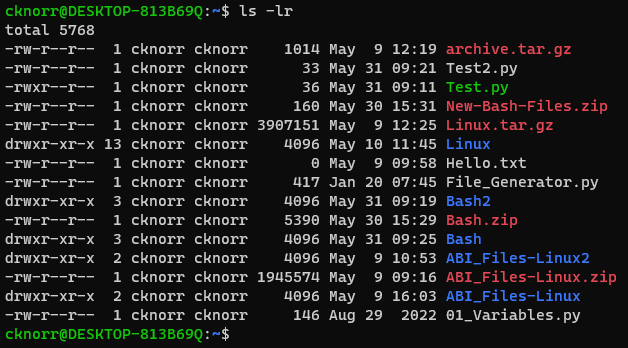 cknorr@DESKTOP-813B69Q:~$ ls -lr
total 5768
-rw-r--r--  1 cknorr cknorr    1014 May  9 12:19 archive.tar.gz
-rw-r--r--  1 cknorr cknorr      33 May 31 09:21 Test2.py
-rwxr--r--  1 cknorr cknorr      36 May 31 09:11 Test.py
-rw-r--r--  1 cknorr cknorr     160 May 30 15:31 New-Bash-Files.zip
-rw-r--r--  1 cknorr cknorr 3907151 May  9 12:25 Linux.tar.gz
drwxr-xr-x 13 cknorr cknorr    4096 May 10 11:45 Linux
-rw-r--r--  1 cknorr cknorr       0 May  9 09:58 Hello.txt
-rw-r--r--  1 cknorr cknorr     417 Jan 20 07:45 File_Generator.py
drwxr-xr-x  3 cknorr cknorr    4096 May 31 09:19 Bash2
-rw-r--r--  1 cknorr cknorr    5390 May 30 15:29 Bash.zip
drwxr-xr-x  3 cknorr cknorr    4096 May 31 09:25 Bash
drwxr-xr-x  2 cknorr cknorr    4096 May  9 10:53 ABI_Files-Linux2
-rw-r--r--  1 cknorr cknorr 1945574 May  9 09:16 ABI_Files-Linux.zip
drwxr-xr-x  2 cknorr cknorr    4096 May  9 16:03 ABI_Files-Linux
-rw-r--r--  1 cknorr cknorr     146 Aug 29  2022 01_Variables.py
cknorr@DESKTOP-813B69Q:~$